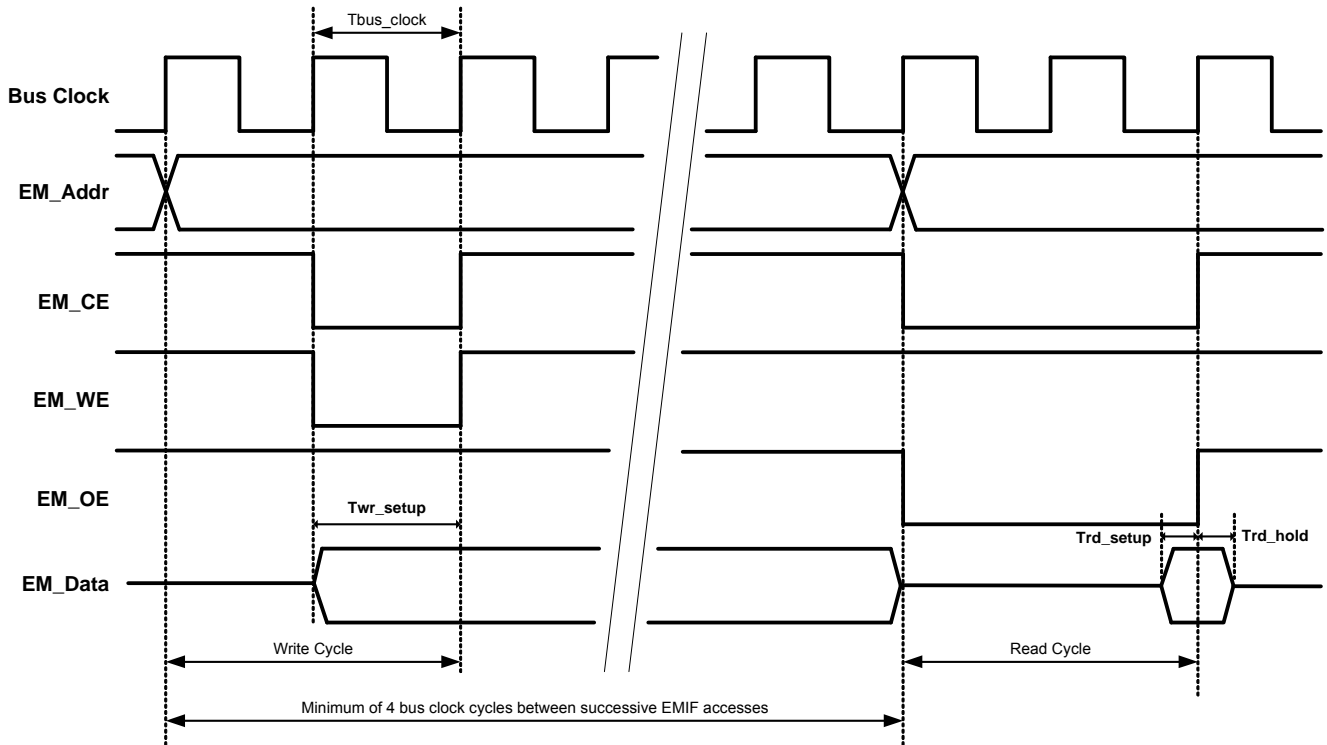 Tbus_clock
Bus Clock
EM_Addr
EM_CE
EM_WE
EM_OE
Twr_setup
Trd_setup
Trd_hold
EM_Data
Write Cycle
Read Cycle
Minimum of 4 bus clock cycles between successive EMIF accesses